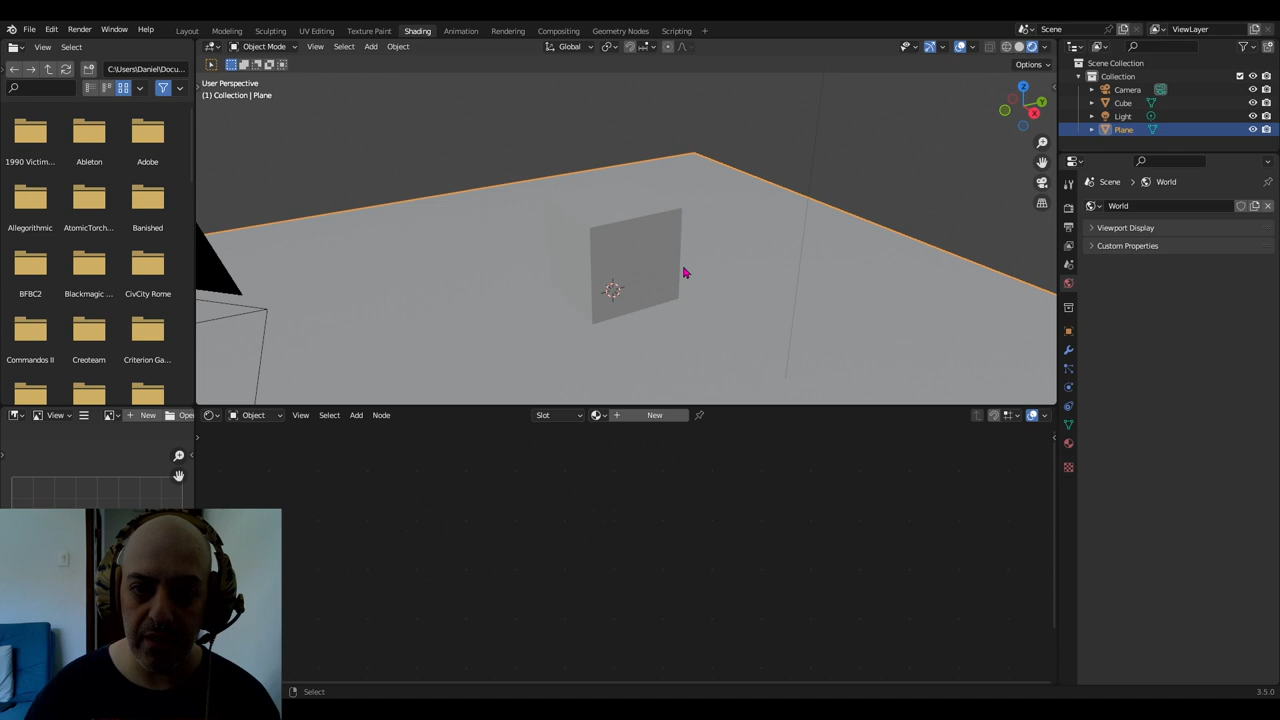 File Edit Render Window Help Layout Modeling Sculpting UV Editing Texture Paint Shading Animation Rendering Compositing Geometry Nodes Scripting + Scene ViewLayer
View Select Object Mode View Select Add Object Global
C:\Users\Daniel\Docu... Options
User Perspective
(1) Collection | Plane
Z
Y
X
1990 Victim... Ableton Adobe
Allegorithmic AtomicTorch... Banished
BFBC2 Blackmagic ... CivCity Rome
Commandos II Creoteam Criterion Ga...
Scene Collection
Collection
Camera
Cube
Light
Plane
Scene > World
World
Viewport Display
Custom Properties
View + New Open Object View Select Add Node Slot + New
Select 3.5.0